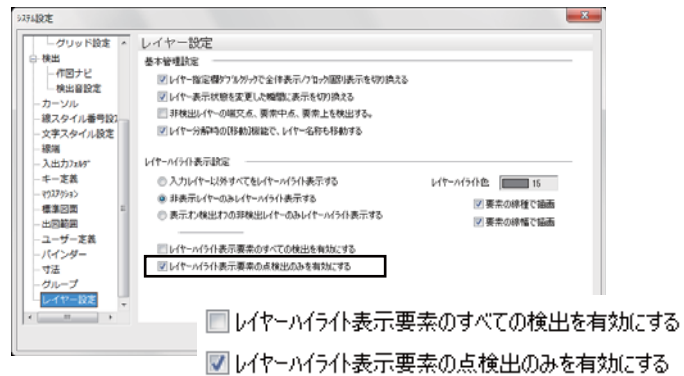 ｼｽﾃﾑ設定
グリッド設定
検出
作図ナビ
検出音設定
カーソル
線スタイル番号設
文字スタイル設定
線端
入出力ﾌｫﾙﾀﾞ
キー定義
ﾏｳｽｱｸｼｮﾝ
標準図面
出図範囲
ユーザー定義
バインダー
寸法
グループ
レイヤー設定
レイヤー設定
基本管理設定
レイヤー指定欄ﾀﾞﾌﾞﾙｸﾘｯｸで全体表示/ﾌﾞﾛｯｸ個別表示を切り換える
レイヤー表示状態を変更した瞬間に表示を切り換える
非検出レイヤーの端交点、要素中点、要素上を検出する。
レイヤー分解時の[移動]機能で、レイヤー名称も移動する
レイヤーハイライト表示設定
入力レイヤー以外すべてをレイヤーハイライト表示する
非表示レイヤーのみレイヤーハイライト表示する
表示オン検出オフの非検出レイヤーのみレイヤーハイライト表示する
レイヤーハイライト色 15
要素の線種で描画
要素の線幅で描画
レイヤーハイライト表示要素のすべての検出を有効にする
レイヤーハイライト表示要素の点検出のみを有効にする
レイヤーハイライト表示要素のすべての検出を有効にする
レイヤーハイライト表示要素の点検出のみを有効にする